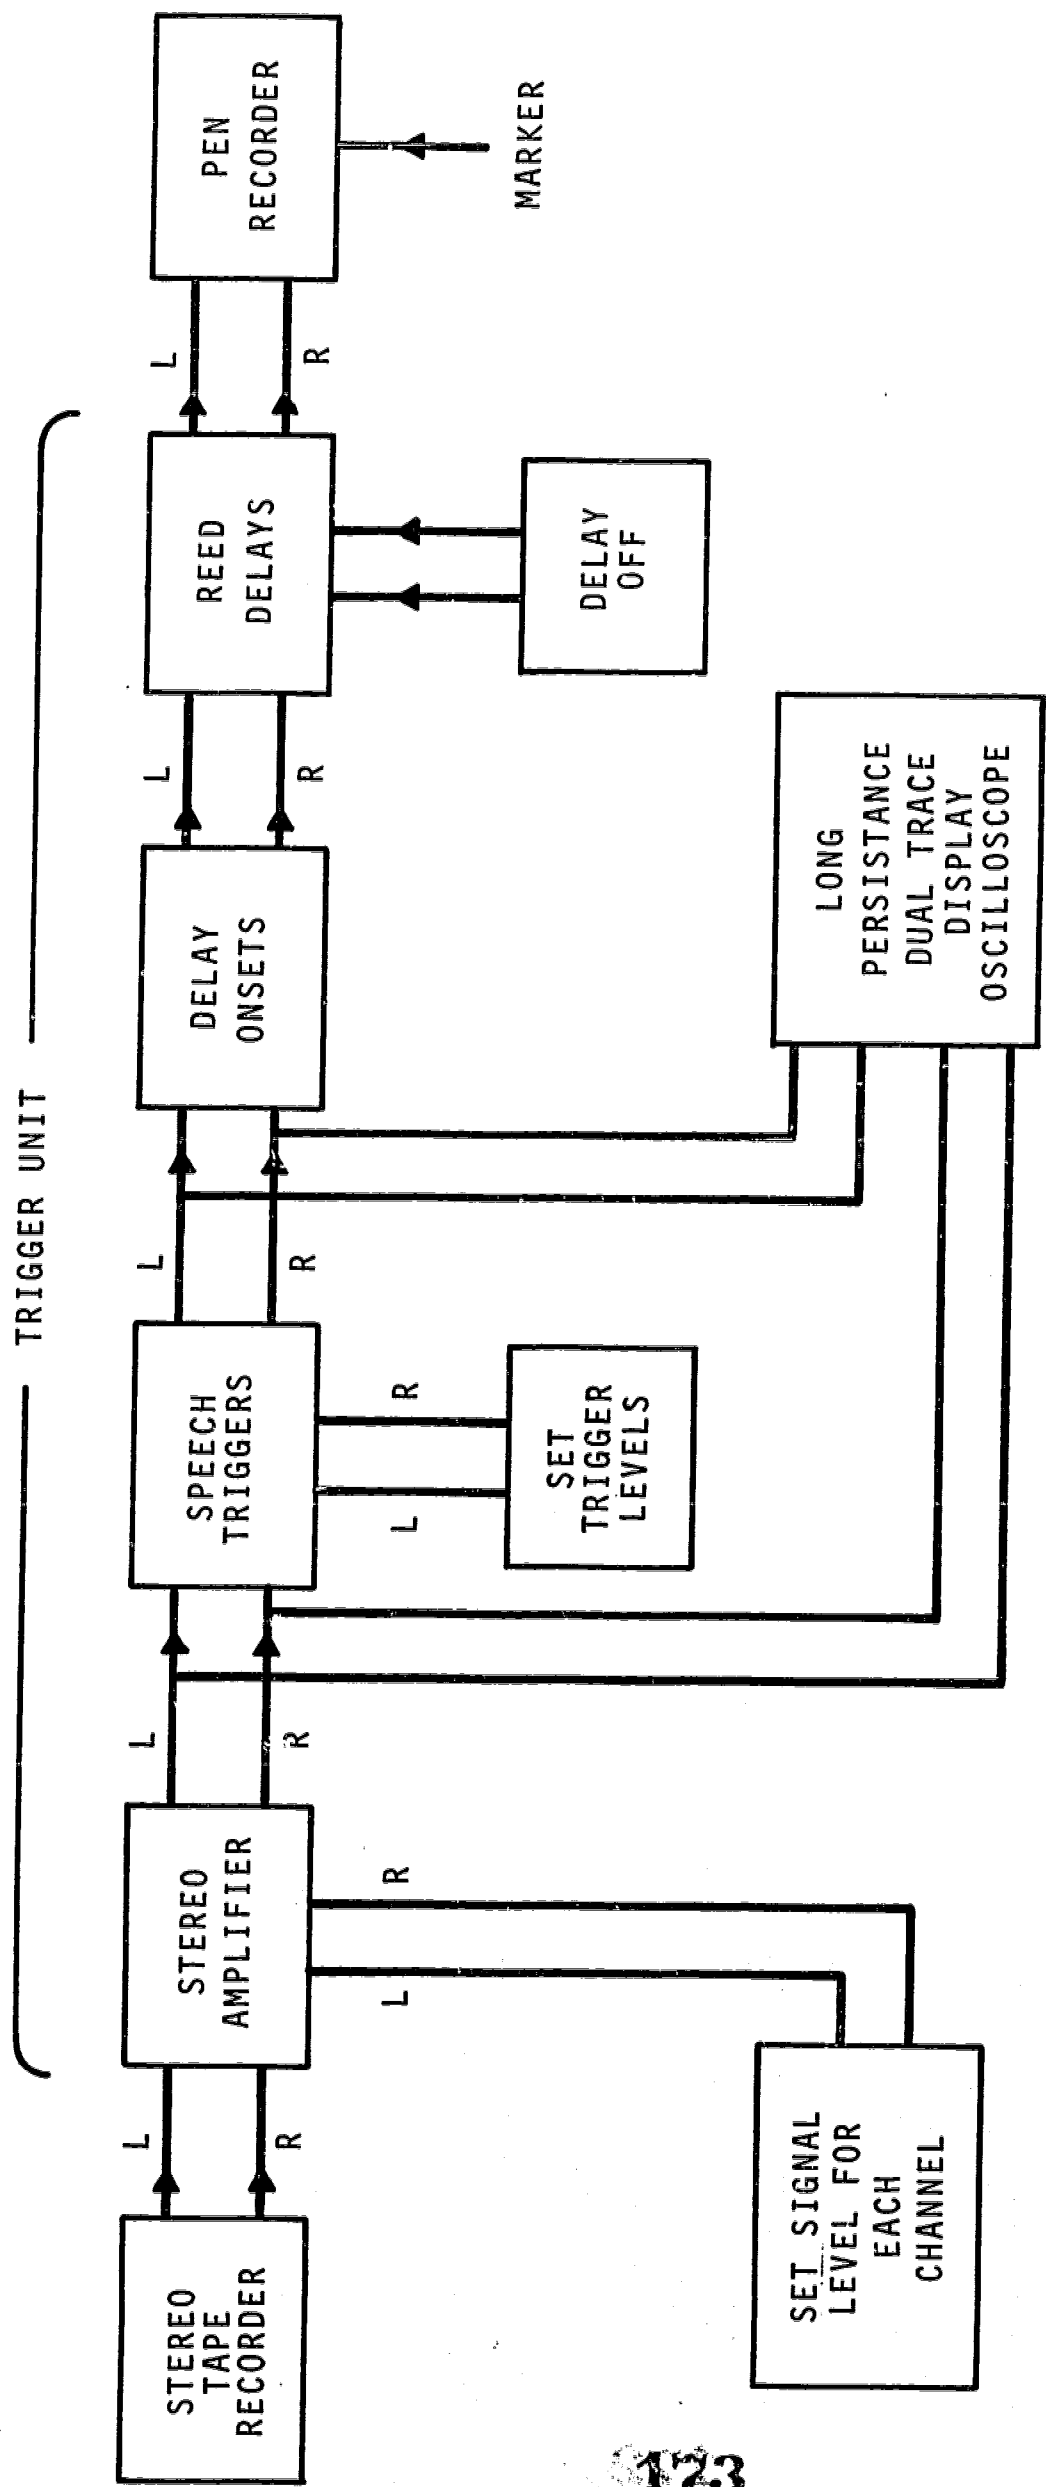 TRIGGER UNIT
STEREO
TAPE
RECORDER
L
R
STEREO
AMPLIFIER
L
R
SPEECH
TRIGGERS
L
R
DELAY
ONSETS
L
R
REED
DELAYS
L
R
PEN
RECORDER
MARKER
L
R
SET SIGNAL
LEVEL FOR
EACH
CHANNEL
L
R
SET
TRIGGER
LEVELS
LONG
PERSISTANCE
DUAL TRACE
DISPLAY
OSCILLOSCOPE
DELAY
OFF
123